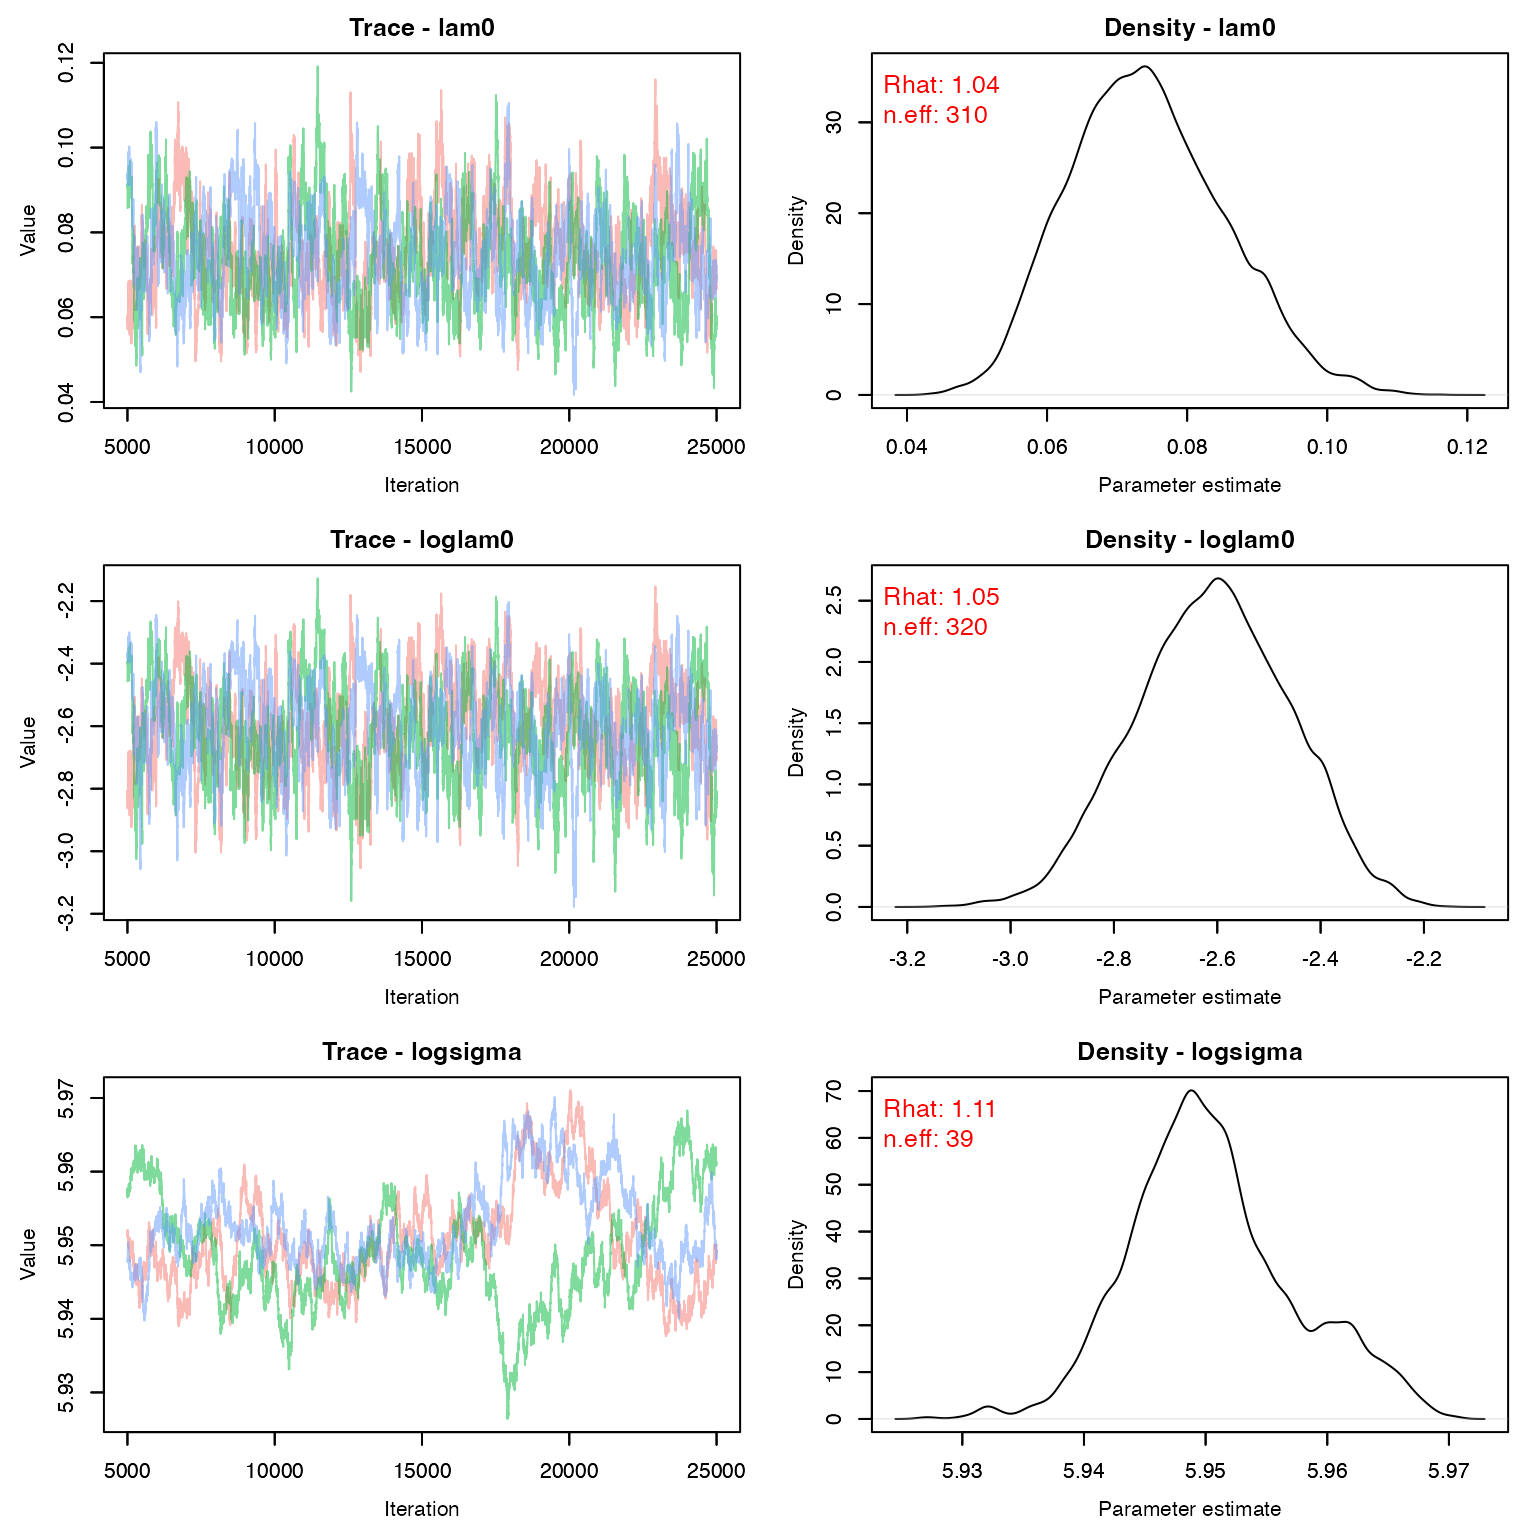 Trace - lam0
Value
0.04 0.06 0.08 0.10 0.12
5000 10000 15000 20000 25000
Iteration
Density - lam0
Rhat: 1.04
n.eff: 310
Density
0 10 20 30
0.04 0.06 0.08 0.10 0.12
Parameter estimate
Trace - loglam0
Value
-3.2 -3.0 -2.8 -2.6 -2.4 -2.2
5000 10000 15000 20000 25000
Iteration
Density - loglam0
Rhat: 1.05
n.eff: 320
Density
0.0 0.5 1.0 1.5 2.0 2.5
-3.2 -3.0 -2.8 -2.6 -2.4 -2.2
Parameter estimate
Trace - logsigma
Value
5.93 5.94 5.95 5.96 5.97
5000 10000 15000 20000 25000
Iteration
Density - logsigma
Rhat: 1.11
n.eff: 39
Density
0 10 20 30 40 50 60 70
5.93 5.94 5.95 5.96 5.97
Parameter estimate